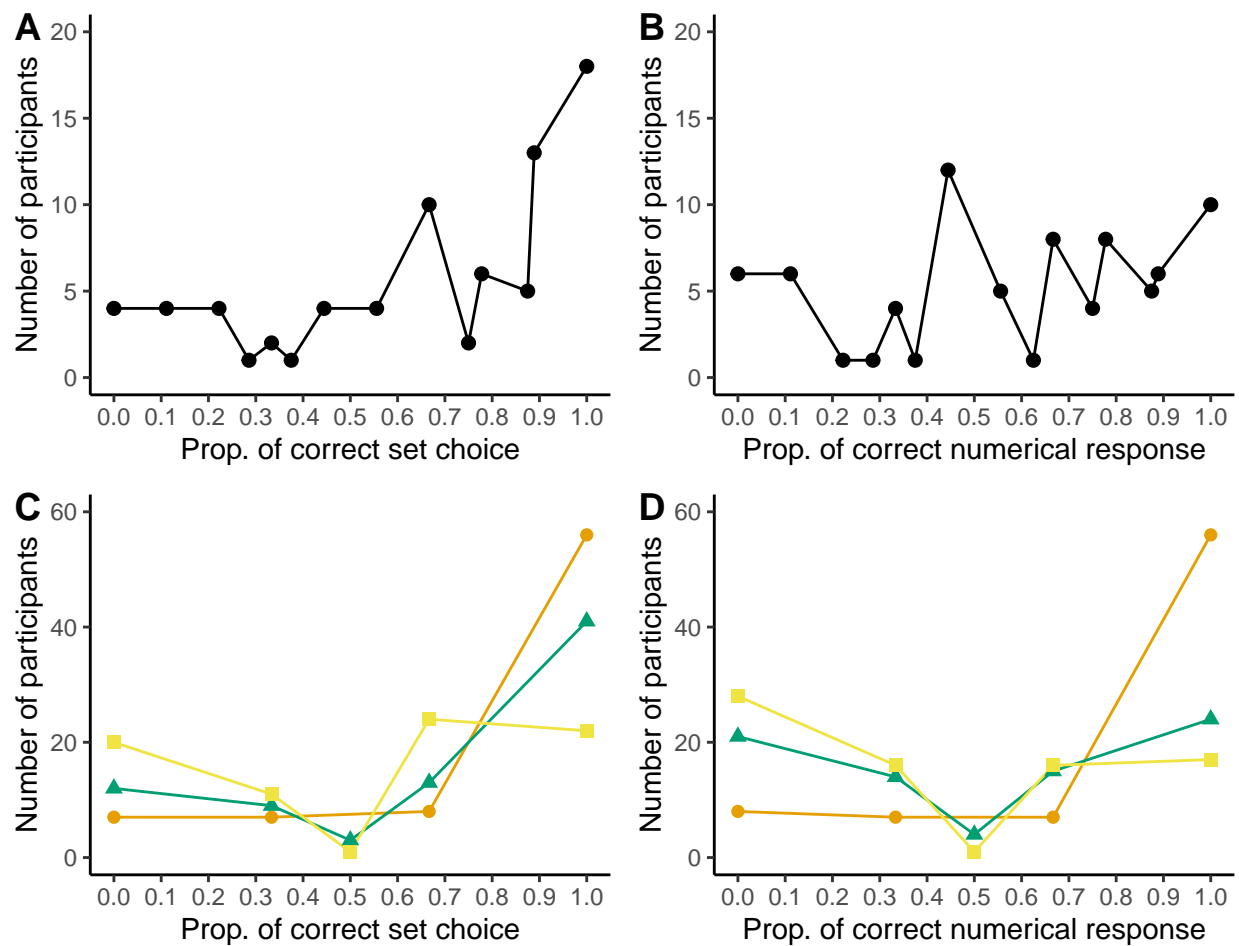 A
Number of participants
20
15
10
5
0
0.0 0.1 0.2 0.3 0.4 0.5 0.6 0.7 0.8 0.9 1.0
Prop. of correct set choice
B
Number of participants
20
15
10
5
0
0.0 0.1 0.2 0.3 0.4 0.5 0.6 0.7 0.8 0.9 1.0
Prop. of correct numerical response
C
Number of participants
60
40
20
0
0.0 0.1 0.2 0.3 0.4 0.5 0.6 0.7 0.8 0.9 1.0
Prop. of correct set choice
D
Number of participants
60
40
20
0
0.0 0.1 0.2 0.3 0.4 0.5 0.6 0.7 0.8 0.9 1.0
Prop. of correct numerical response